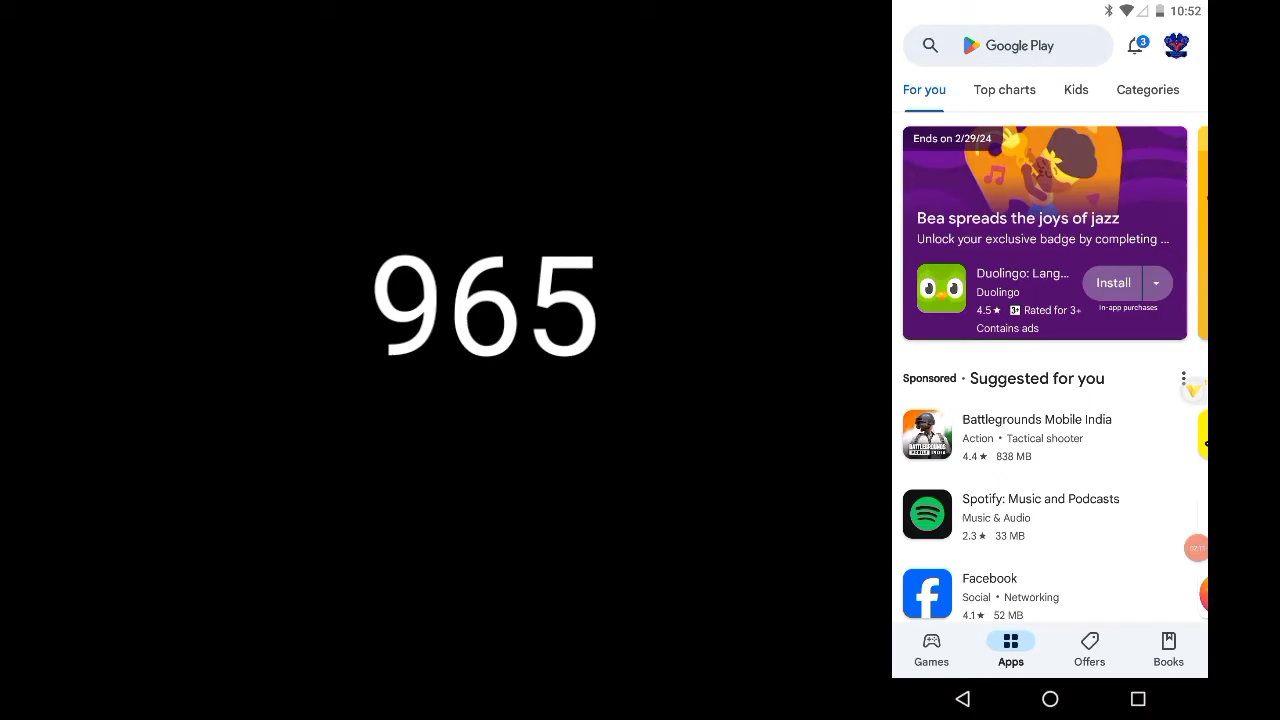 965
10:52
Google Play
3
For you Top charts Kids Categories
Ends on 2/29/24
Bea spreads the joys of jazz
Unlock your exclusive badge by completing ...
Duolingo: Lang...
Duolingo
4.5★ 3+ Rated for 3+
Contains ads
Install
In-app purchases
Sponsored • Suggested for you
Battlegrounds Mobile India
Action • Tactical shooter
4.4★ 838 MB
Spotify: Music and Podcasts
Music & Audio
2.3★ 33 MB
Facebook
Social • Networking
4.1★ 52 MB
Games Apps Offers Books